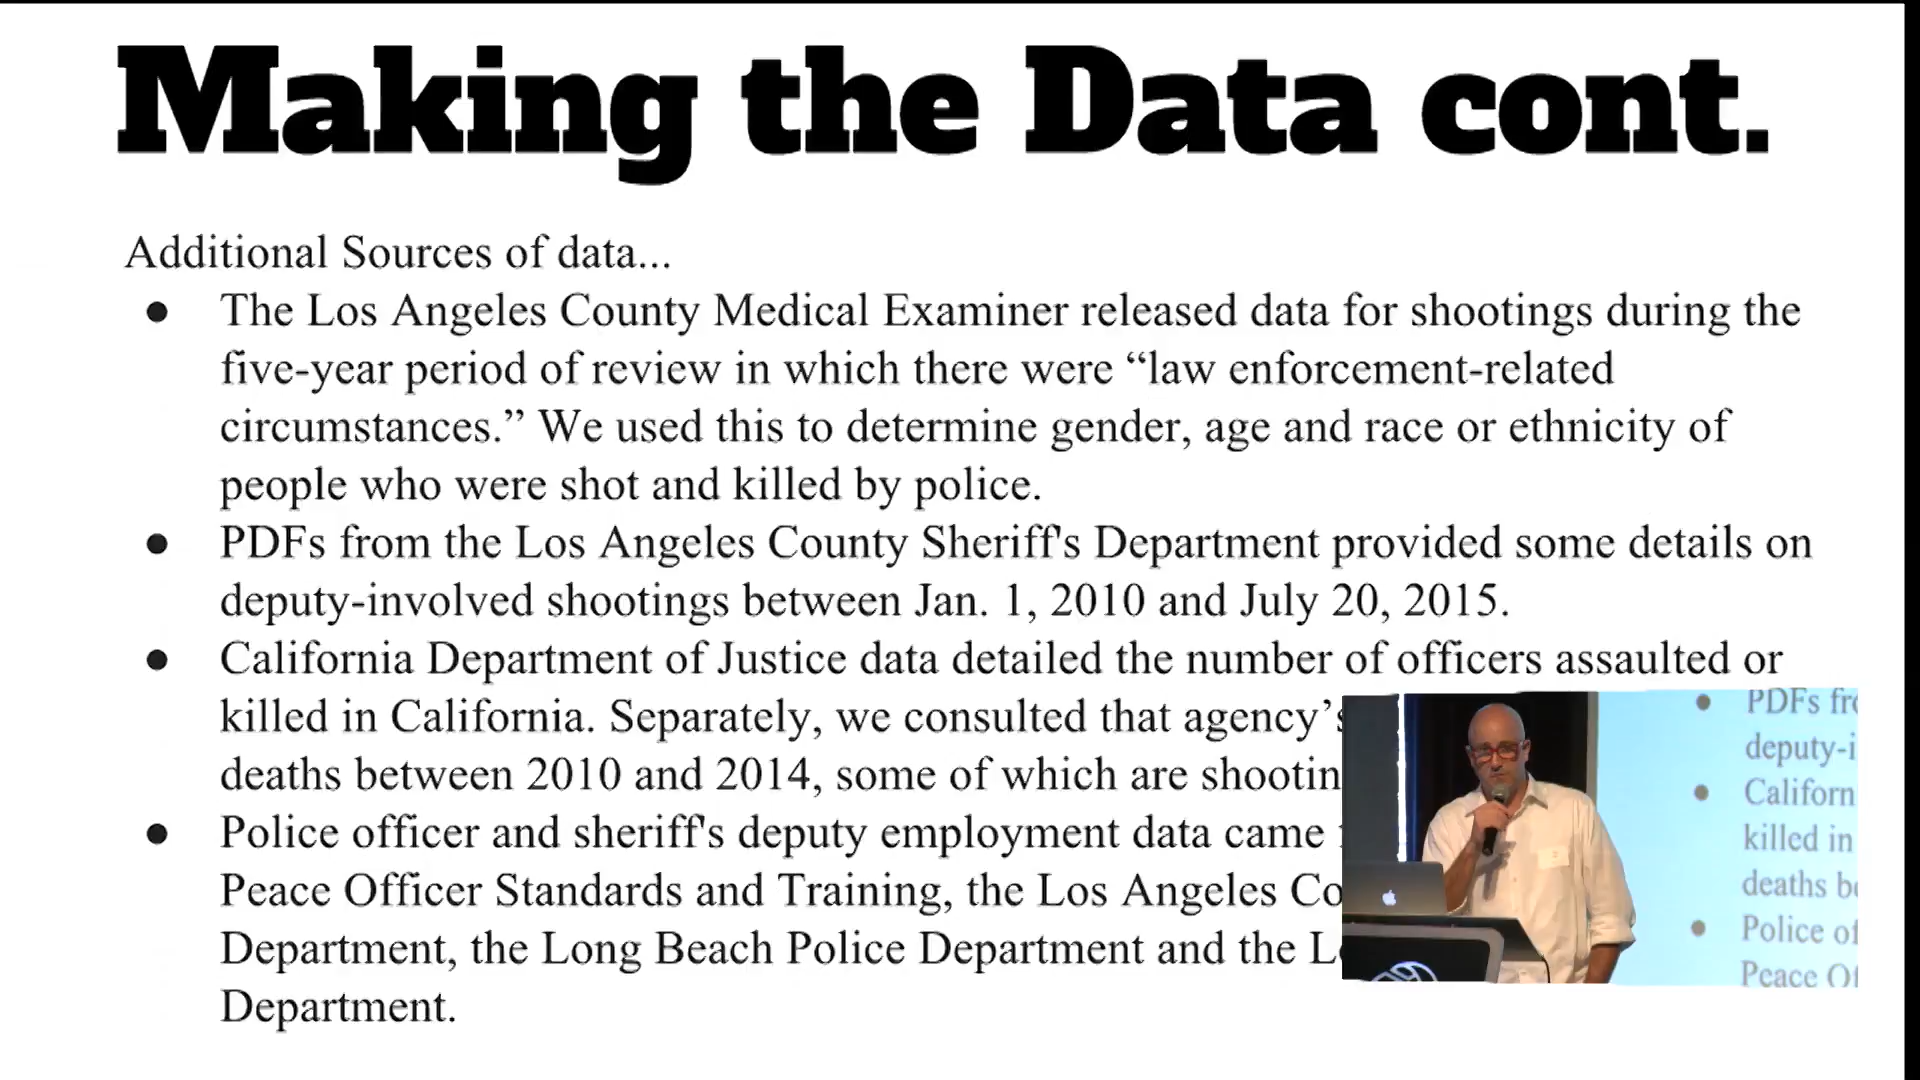 Making the Data cont.
Additional Sources of data...
● The Los Angeles County Medical Examiner released data for shootings during the
five-year period of review in which there were “law enforcement-related
circumstances.” We used this to determine gender, age and race or ethnicity of
people who were shot and killed by police.
● PDFs from the Los Angeles County Sheriff's Department provided some details on
deputy-involved shootings between Jan. 1, 2010 and July 20, 2015.
● California Department of Justice data detailed the number of officers assaulted or
killed in California. Separately, we consulted that agency’s
deaths between 2010 and 2014, some of which are shootin
● Police officer and sheriff's deputy employment data came
Peace Officer Standards and Training, the Los Angeles Co
Department, the Long Beach Police Department and the L
Department.
● PDFs fr
deputy-i
● Californ
killed in
deaths b
● Police of
Peace Of